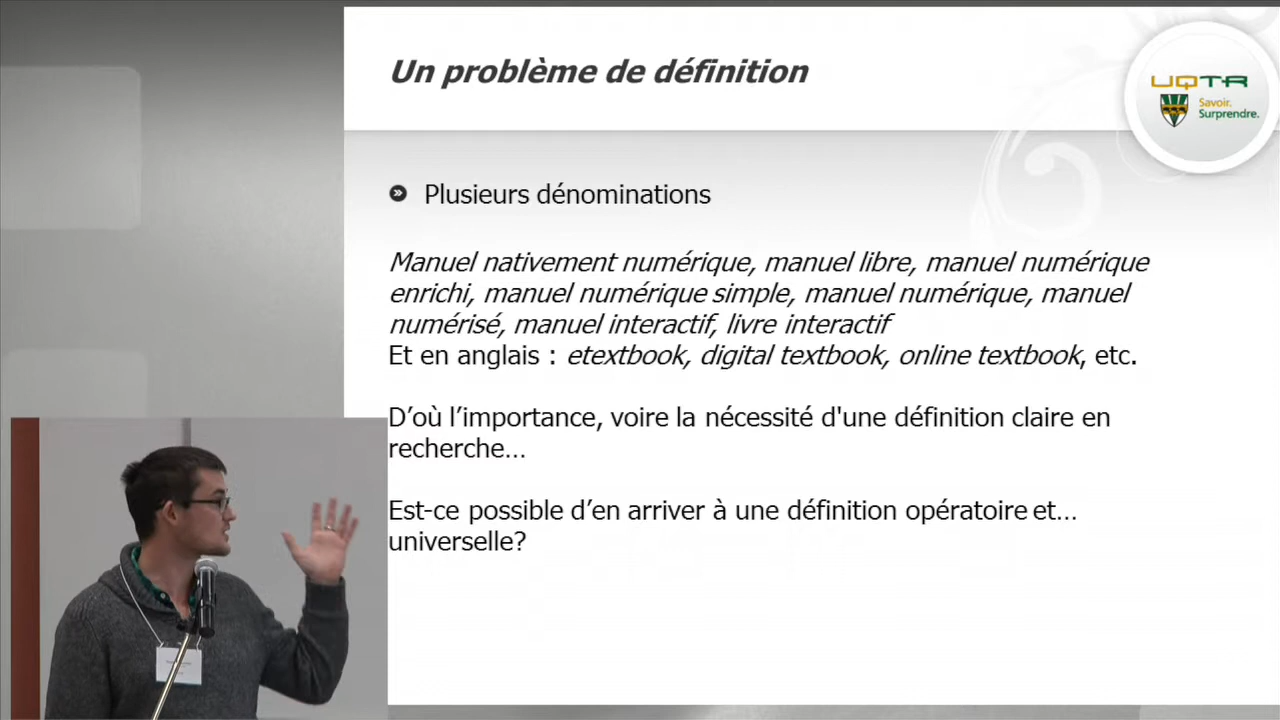 Un problème de définition
UQTR
Savoir.
Surprendre.
Plusieurs dénominations
Manuel nativement numérique, manuel libre, manuel numérique
enrichi, manuel numérique simple, manuel numérique, manuel
numérisé, manuel interactif, livre interactif
Et en anglais : etextbook, digital textbook, online textbook, etc.
D’où l’importance, voire la nécessité d'une définition claire en
recherche…
Est-ce possible d’en arriver à une définition opératoire et…
universelle?